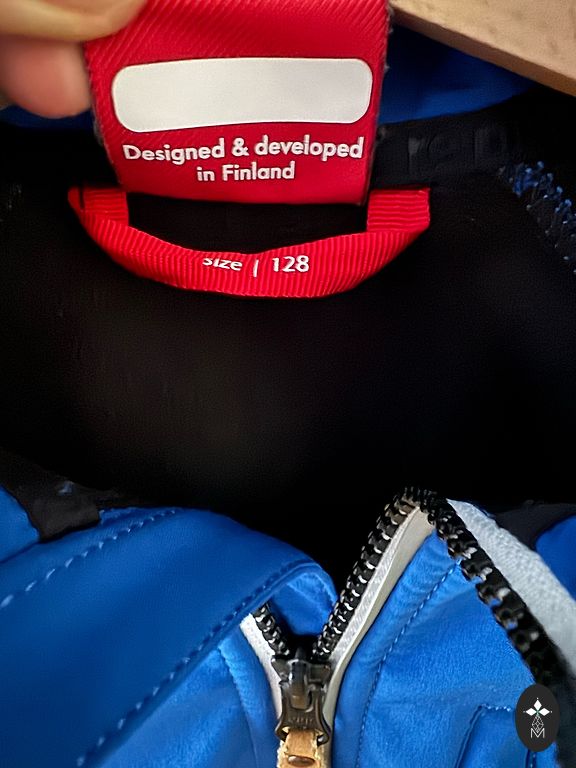 Designed & developed
in Finland
size | 128